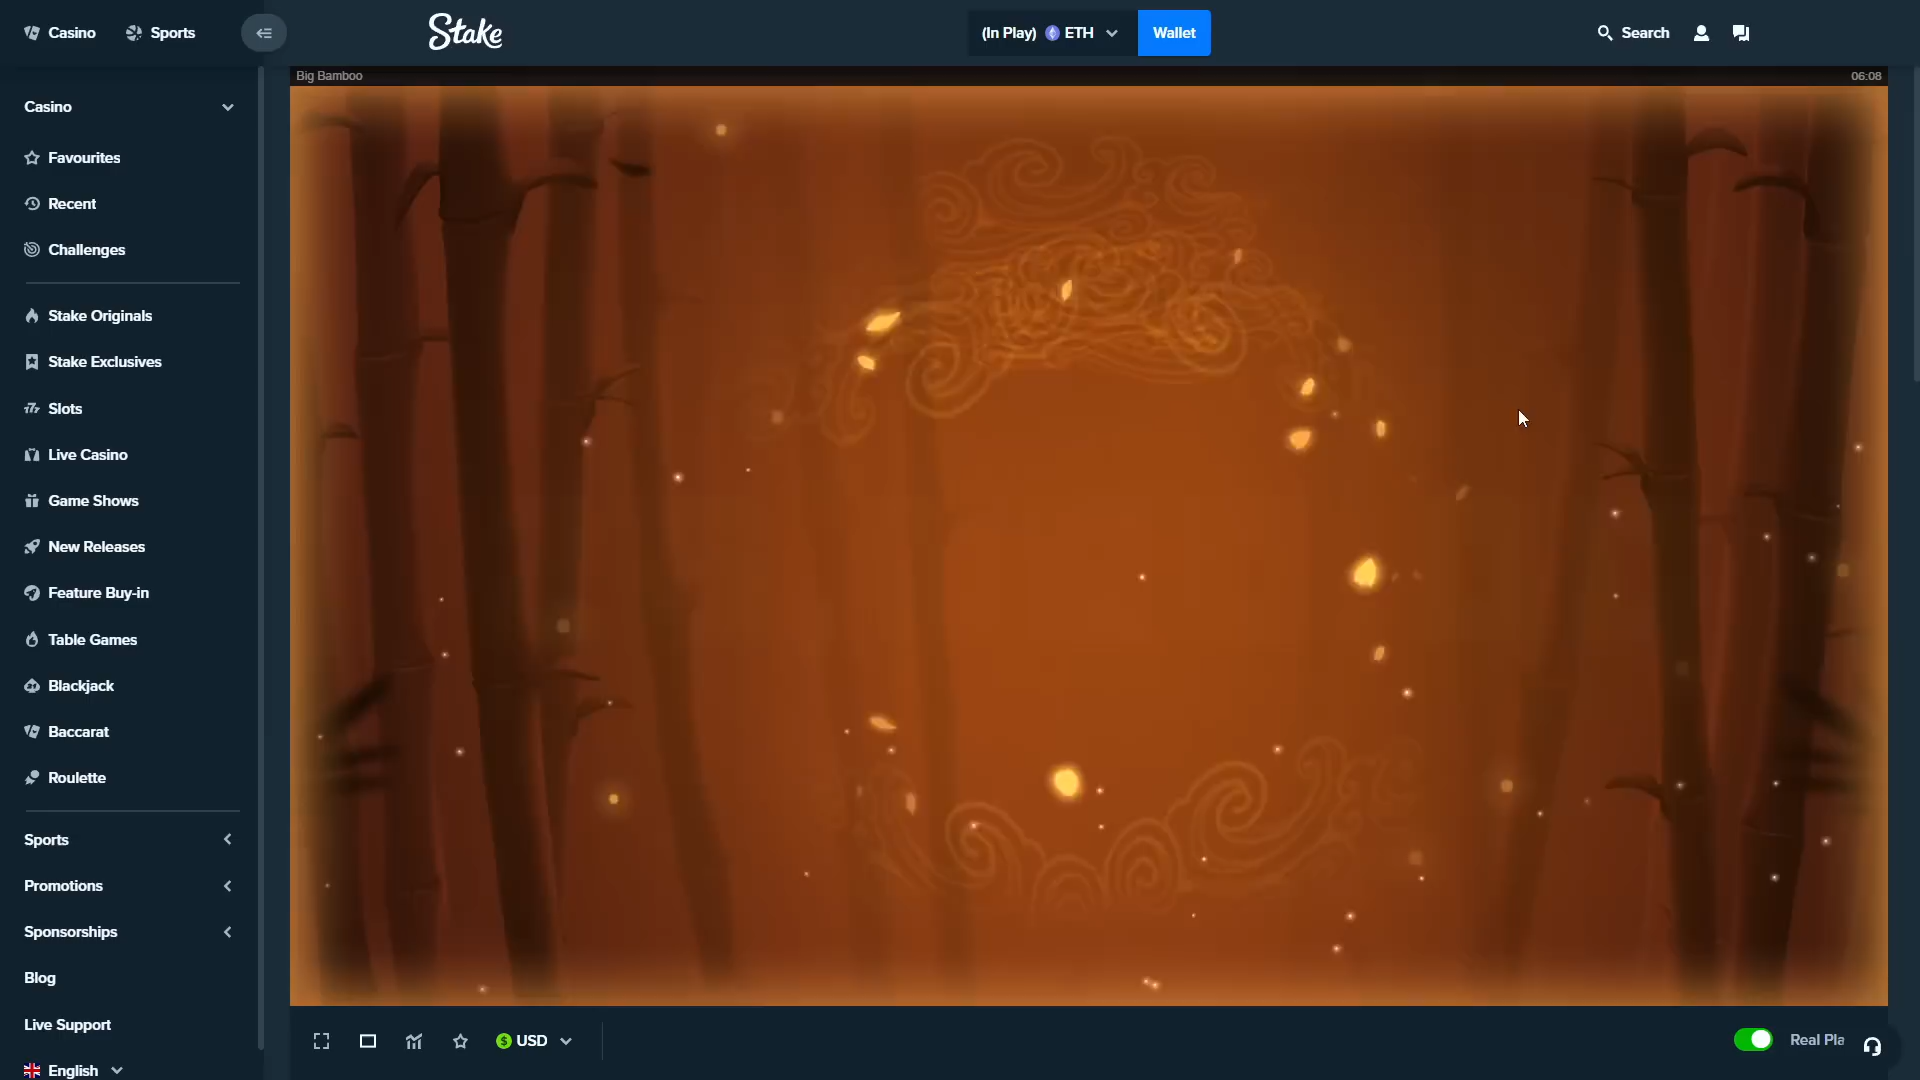 Casino
Sports
Stake
(In Play) ETH
Wallet
Search
Big Bamboo
06:08
Casino
Favourites
Recent
Challenges
Stake Originals
Stake Exclusives
Slots
Live Casino
Game Shows
New Releases
Feature Buy-in
Table Games
Blackjack
Baccarat
Roulette
Sports
Promotions
Sponsorships
Blog
Live Support
English
USD
Real Pla